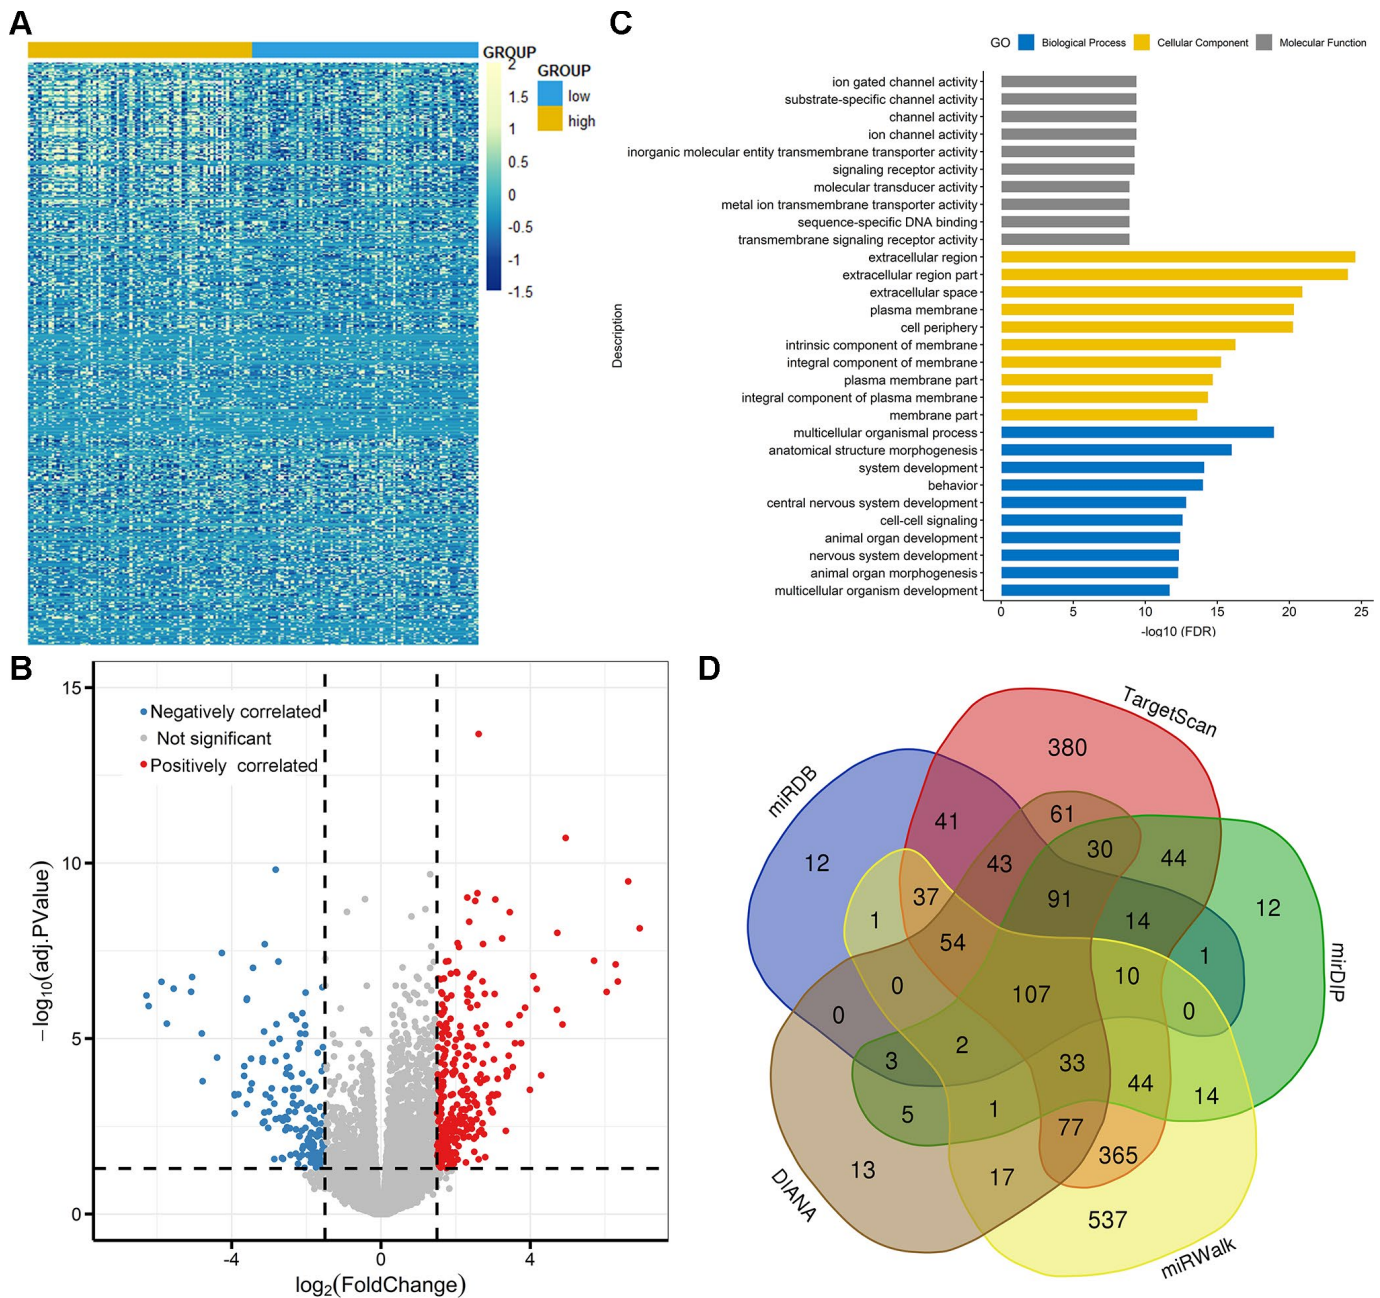 A
GROUP
2
1.5
1
0.5
0
-0.5
-1
-1.5
GROUP
low
high
C
GO Biological Process Cellular Component Molecular Function
Description
ion gated channel activity
substrate-specific channel activity
channel activity
ion channel activity
inorganic molecular entity transmembrane transporter activity
signaling receptor activity
molecular transducer activity
metal ion transmembrane transporter activity
sequence-specific DNA binding
transmembrane signaling receptor activity
extracellular region
extracellular region part
extracellular space
plasma membrane
cell periphery
intrinsic component of membrane
integral component of membrane
plasma membrane part
integral component of plasma membrane
membrane part
multicellular organismal process
anatomical structure morphogenesis
system development
behavior
central nervous system development
cell-cell signaling
animal organ development
nervous system development
animal organ morphogenesis
multicellular organism development
0 5 10 15 20 25
-log10 (FDR)
B
Negatively correlated
Not significant
Positively correlated
−log10(adj.PValue)
15
10
5
0
-4 0 4
log2(FoldChange)
D
TargetScan
miRDB
mirDIP
DIANA
miRWalk
380
41
61
12
43
30
44
37
91
12
1
14
54
1
10
0
107
0
0
2
3
33
44
14
5
1
77
365
13
17
537